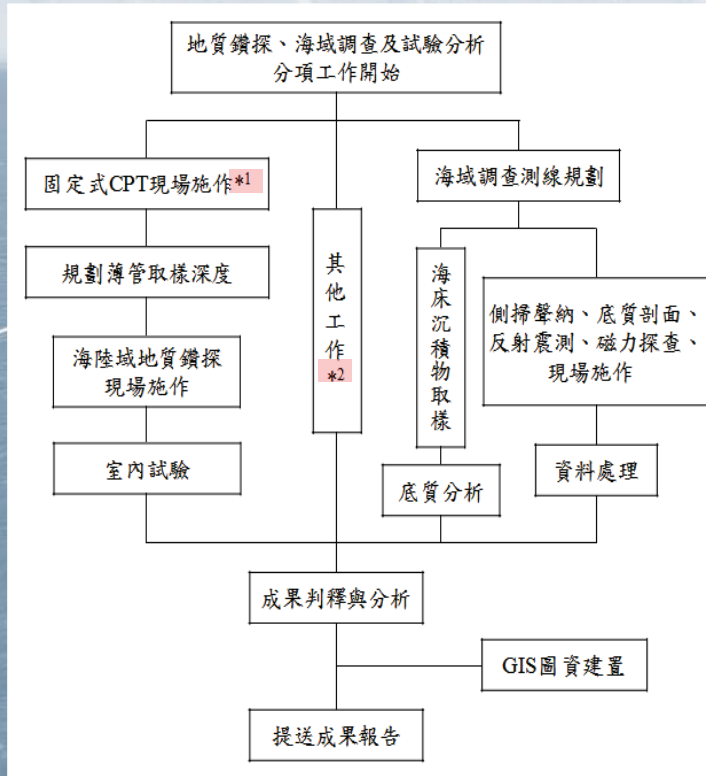 地質鑽探、海域調查及試驗分析
分項工作開始
固定式CPT現場施作*1
規劃薄管取樣深度
海陸域地質鑽探
現場施作
室內試驗
其他工作*2
海域調查測線規劃
海床沉積物取樣
底質分析
側掃聲納、底質剖面、
反射震測、磁力探查、
現場施作
資料處理
成果判釋與分析
GIS圖資建置
提送成果報告